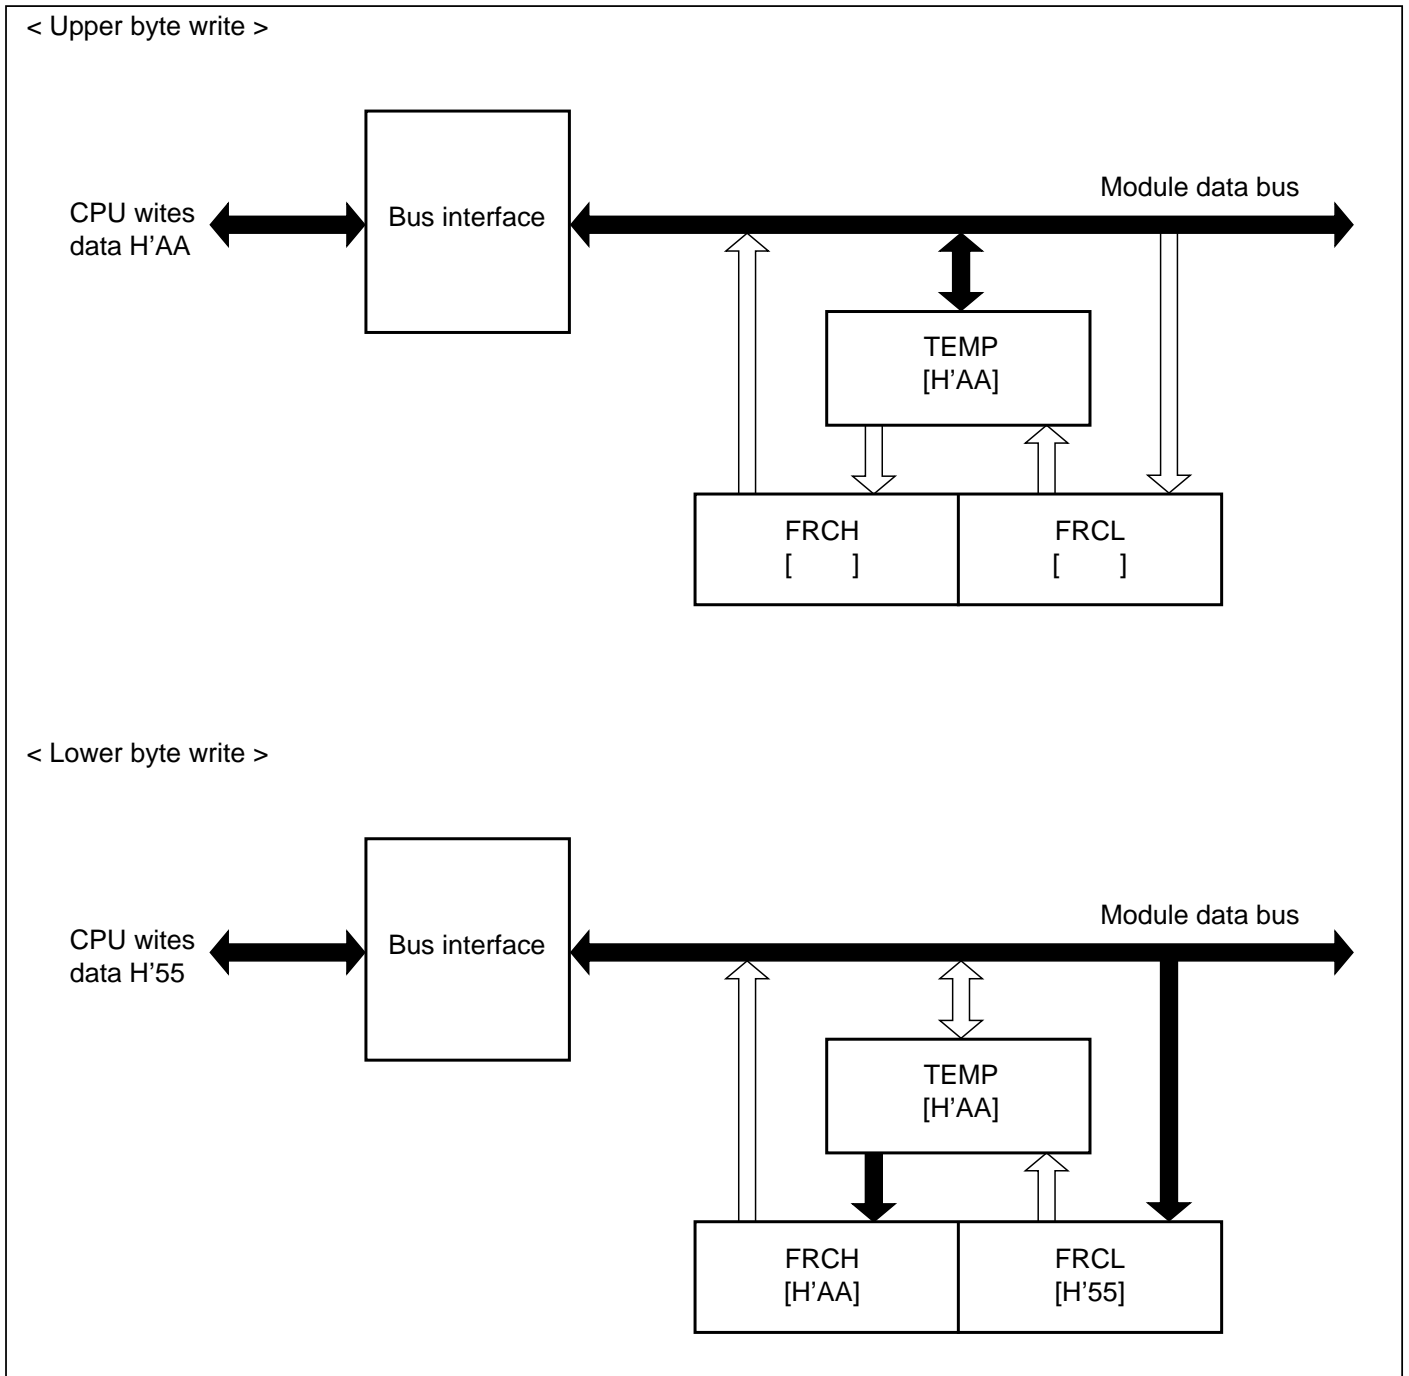 < Upper byte write >
Module data bus
CPU wites
data H’AA
Bus interface
TEMP
[H’AA]
FRCH
[ ]
FRCL
[ ]
< Lower byte write >
Module data bus
CPU wites
data H’55
Bus interface
TEMP
[H’AA]
FRCH
[H’AA]
FRCL
[H’55]